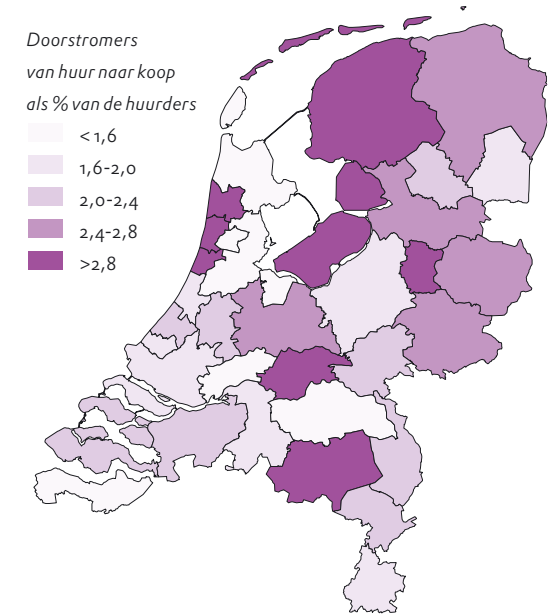 Doorstromers
van huur naar koop
als % van de huurders
< 1,6
1,6-2,0
2,0-2,4
2,4-2,8
>2,8